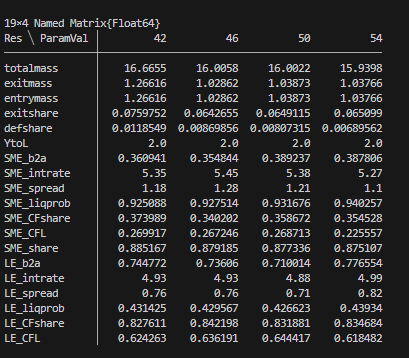 19×4 Named Matrix{Float64}
Res ╲ ParamVal │ 42 46 50 54
totalmass │ 16.6655 16.0058 16.0022 15.9398
exitmass │ 1.26616 1.02862 1.03873 1.03766
entrymass │ 1.26616 1.02862 1.03873 1.03766
exitshare │ 0.0759752 0.0642655 0.0649115 0.065099
defshare │ 0.0118549 0.00869856 0.00807315 0.00689562
YtoL │ 2.0 2.0 2.0 2.0
SME_b2a │ 0.360941 0.354844 0.389237 0.387806
SME_intrate │ 5.35 5.45 5.38 5.27
SME_spread │ 1.18 1.28 1.21 1.1
SME_liqprob │ 0.925088 0.927514 0.931676 0.940257
SME_CFshare │ 0.373989 0.340202 0.358672 0.354528
SME_CFL │ 0.269917 0.267246 0.268713 0.225557
SME_share │ 0.885167 0.879185 0.877336 0.875107
LE_b2a │ 0.744772 0.73606 0.710014 0.776554
LE_intrate │ 4.93 4.93 4.88 4.99
LE_spread │ 0.76 0.76 0.71 0.82
LE_liqprob │ 0.431425 0.429567 0.426623 0.43934
LE_CFshare │ 0.827611 0.842198 0.831881 0.834684
LE_CFL │ 0.624263 0.636191 0.644417 0.618482